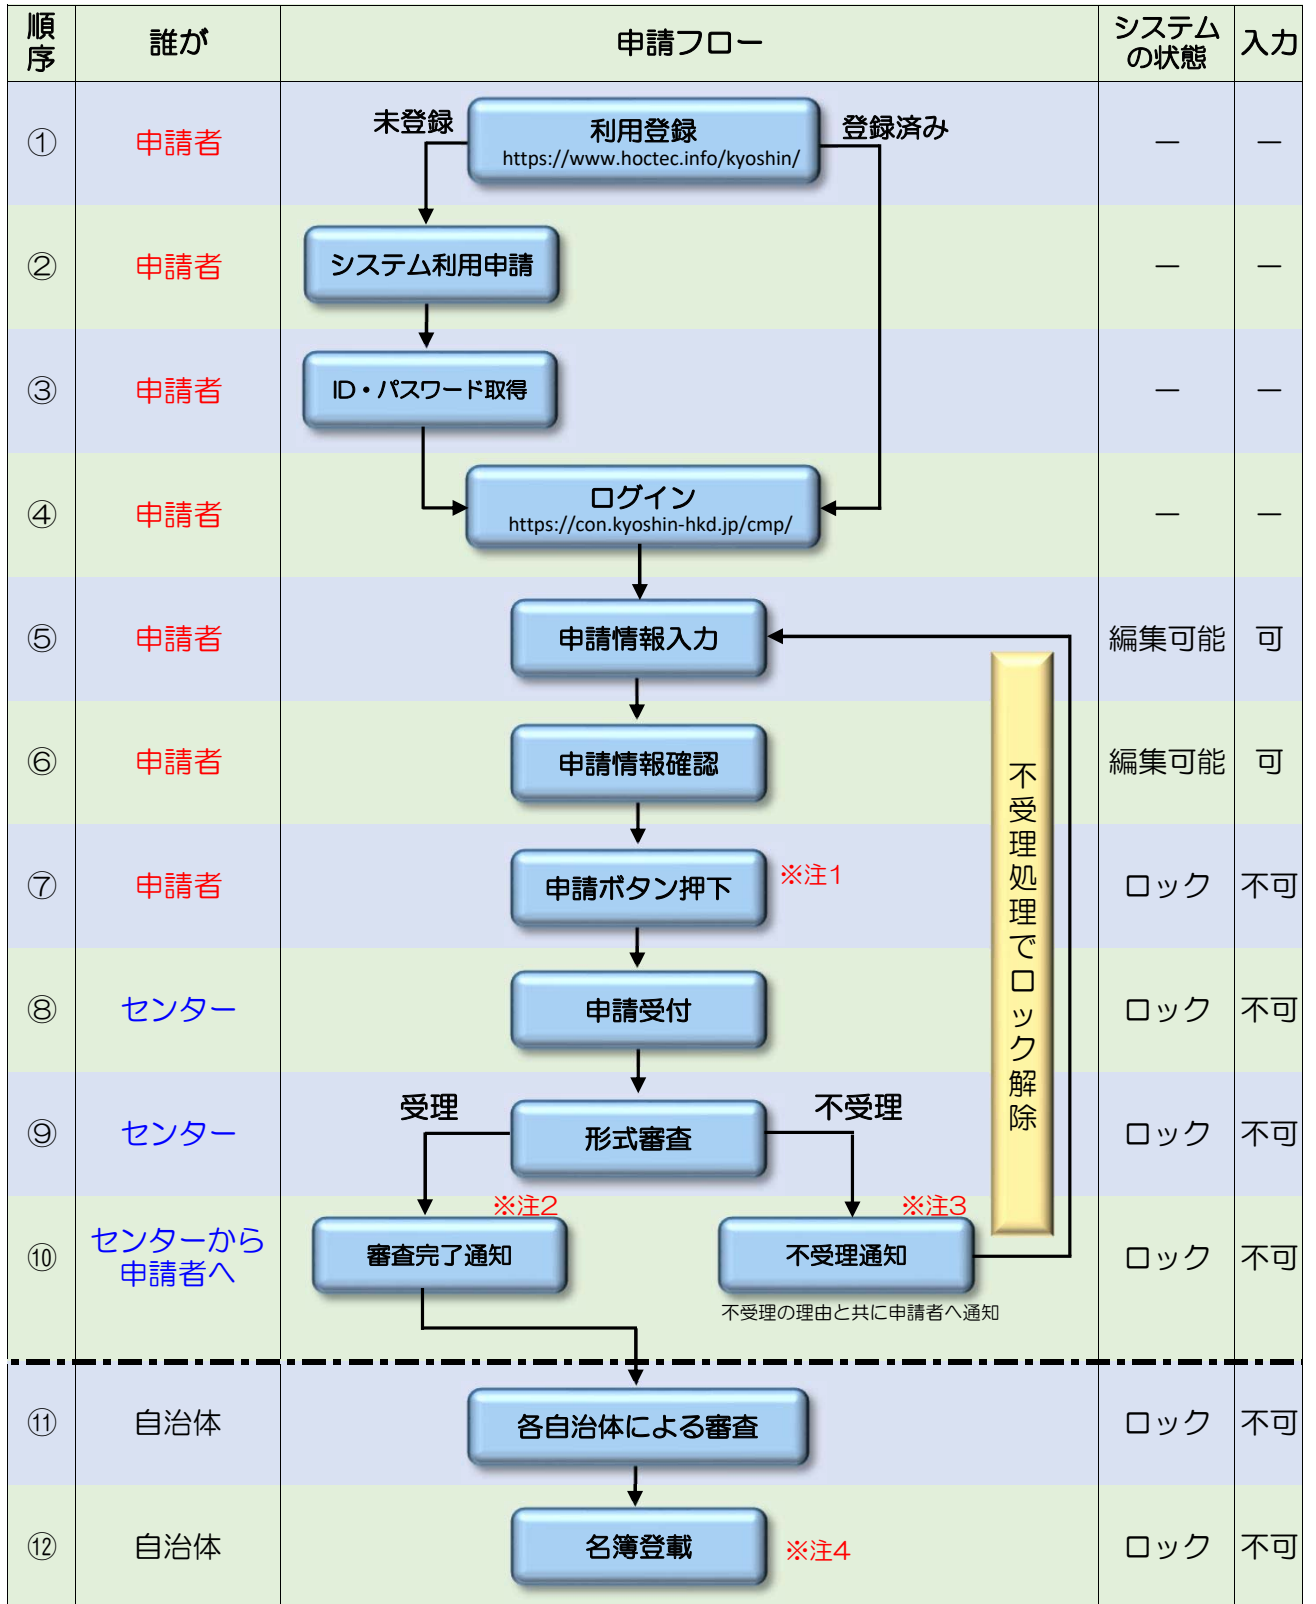 順序
誰が
申請フロー
システムの状態
入力
①
申請者
未登録
利用登録
https://www.hoctec.info/kyoshin/
登録済み
－
－
②
申請者
システム利用申請
－
－
③
申請者
ID・パスワード取得
－
－
④
申請者
ログイン
https://con.kyoshin-hkd.jp/cmp/
－
－
⑤
申請者
申請情報入力
編集可能
可
⑥
申請者
申請情報確認
編集可能
可
不受理処理でロック解除
⑦
申請者
申請ボタン押下
※注1
ロック
不可
⑧
センター
申請受付
ロック
不可
⑨
センター
受理
形式審査
不受理
ロック
不可
⑩
センターから
申請者へ
※注2
審査完了通知
※注3
不受理通知
不受理の理由と共に申請者へ通知
ロック
不可
⑪
自治体
各自治体による審査
ロック
不可
⑫
自治体
名簿登載
※注4
ロック
不可